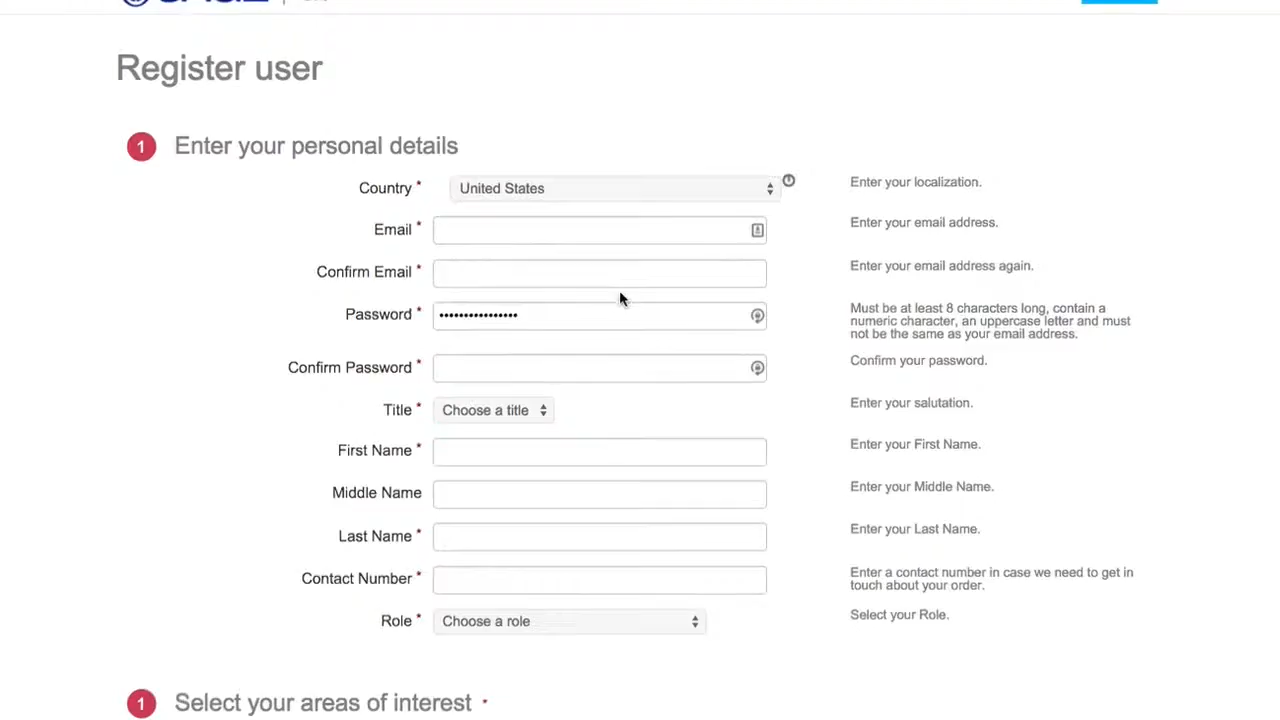 Register user
1 Enter your personal details
Country * United States Enter your localization.
Email * Enter your email address.
Confirm Email * Enter your email address again.
Password * •••••••••••••••• Must be at least 8 characters long, contain a
numeric character, an uppercase letter and must
not be the same as your email address.
Confirm Password * Confirm your password.
Title * Choose a title Enter your salutation.
First Name * Enter your First Name.
Middle Name Enter your Middle Name.
Last Name * Enter your Last Name.
Contact Number * Enter a contact number in case we need to get in
touch about your order.
Role * Choose a role Select your Role.
1 Select your areas of interest *